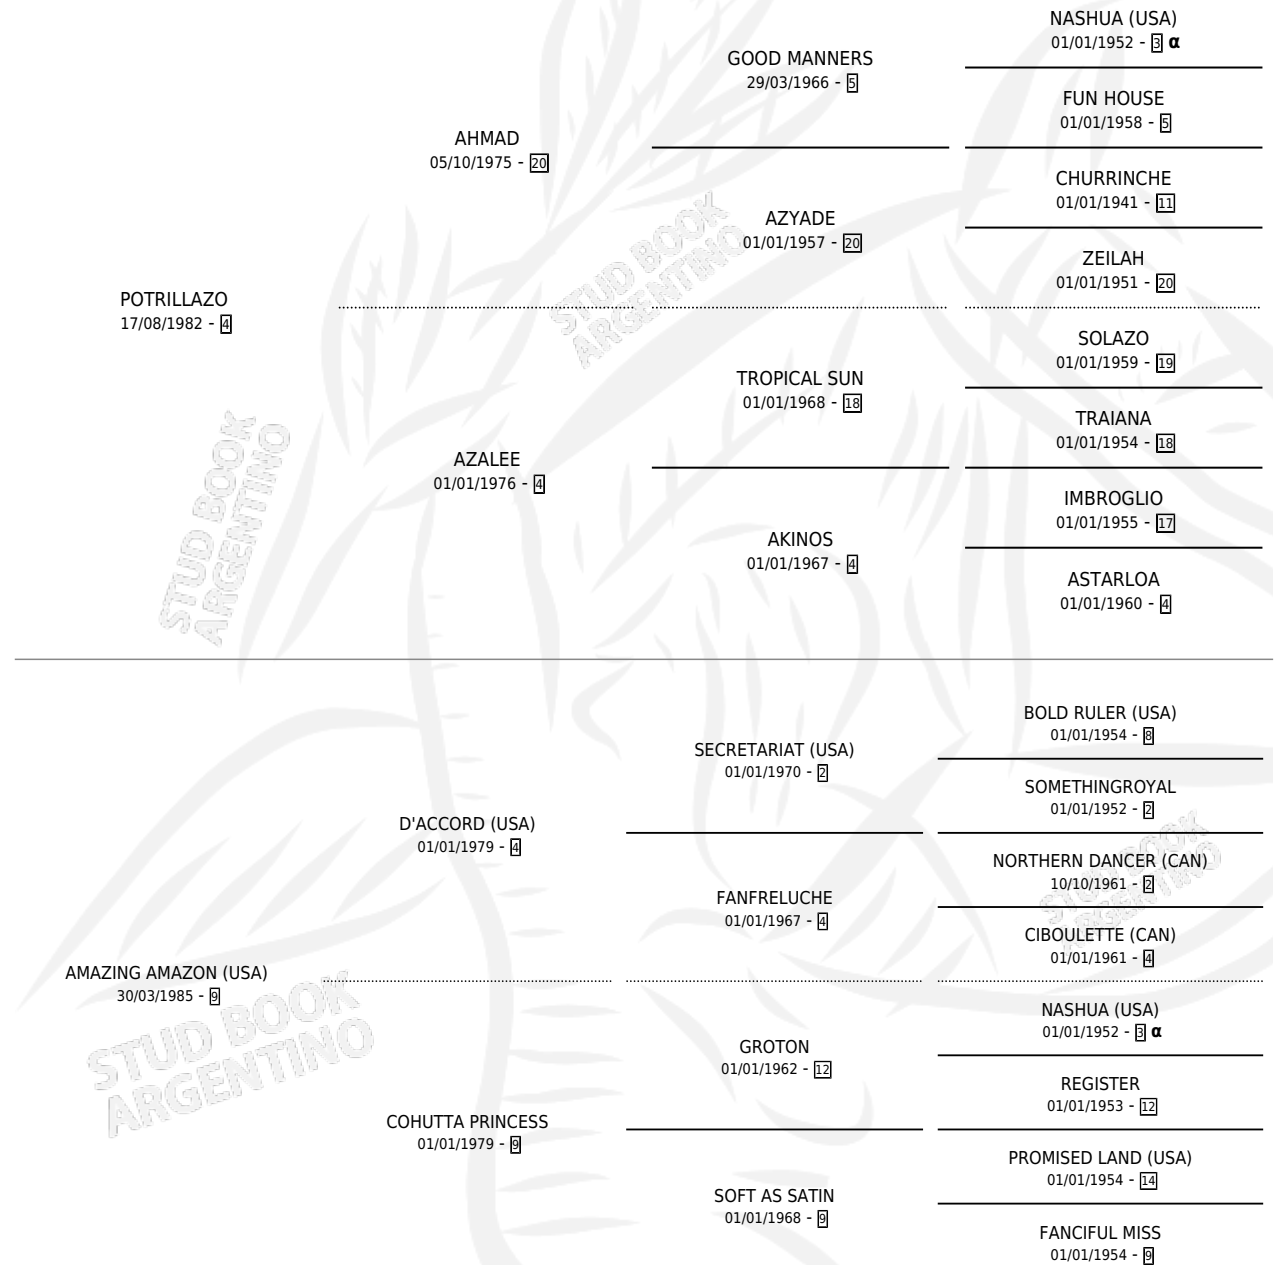 NASHUA (USA)
01/01/1952 - 3 α
GOOD MANNERS
29/03/1966 - 5
FUN HOUSE
01/01/1958 - 5
AHMAD
05/10/1975 - 20
CHURRINCHE
01/01/1941 - 11
AZYADE
01/01/1957 - 20
ZEILAH
01/01/1951 - 20
POTRILLAZO
17/08/1982 - 4
SOLAZO
01/01/1959 - 19
TROPICAL SUN
01/01/1968 - 18
TRAIANA
01/01/1954 - 18
AZALEE
01/01/1976 - 4
IMBROGLIO
01/01/1955 - 17
AKINOS
01/01/1967 - 4
ASTARLOA
01/01/1960 - 4
BOLD RULER (USA)
01/01/1954 - 8
SECRETARIAT (USA)
01/01/1970 - 2
SOMETHINGROYAL
01/01/1952 - 2
D'ACCORD (USA)
01/01/1979 - 4
NORTHERN DANCER (CAN)
10/10/1961 - 2
FANFRELUCHE
01/01/1967 - 4
CIBOULETTE (CAN)
01/01/1961 - 4
AMAZING AMAZON (USA)
30/03/1985 - 9
NASHUA (USA)
01/01/1952 - 3 α
GROTON
01/01/1962 - 12
REGISTER
01/01/1953 - 12
COHUTTA PRINCESS
01/01/1979 - 9
PROMISED LAND (USA)
01/01/1954 - 14
SOFT AS SATIN
01/01/1968 - 9
FANCIFUL MISS
01/01/1954 - 9
STUD BOOK
ARGENTINO
STUD BOOK
ARGENTINO
STUD BOOK
ARGENTINO
STUD BOOK
ARGENTINO